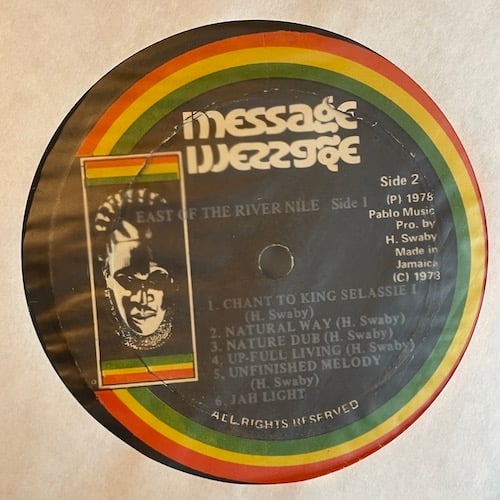 message
Side 2
(P) 1978
Pablo Music
Pro. by
H. Swaby
Made in
Jamaica
(C) 1978
EAST OF THE RIVER NILE Side 1
1. CHANT TO KING SELASSIE I
(H. Swaby)
2. NATURAL WAY (H. Swaby)
3. NATURE DUB (H. Swaby)
4. UP-FULL LIVING (H. Swaby)
5. UNFINISHED MELODY
(H. Swaby)
6. JAH LIGHT
ALL RIGHTS RESERVED